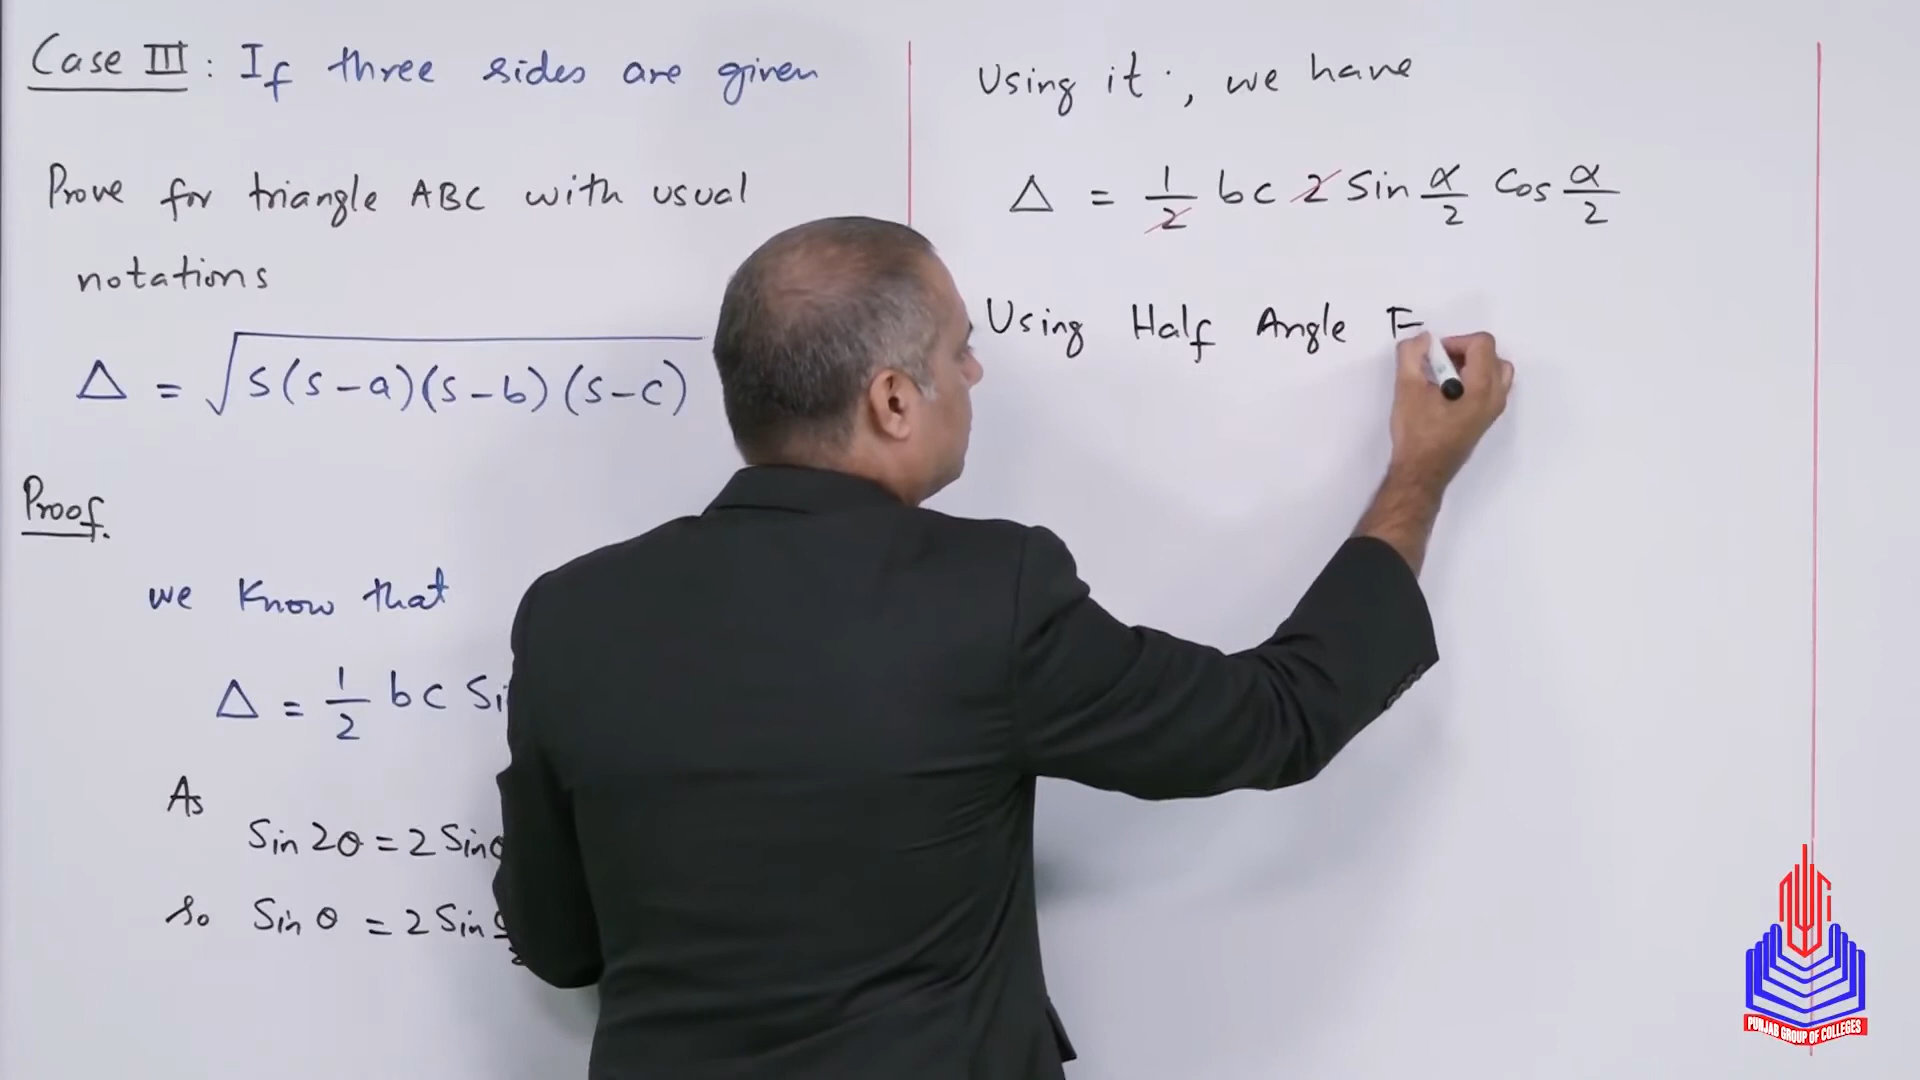 Case III : If three sides are given
Prove for triangle ABC with usual
notations
Δ = √s(s-a)(s-b)(s-c)
Proof.
we Know that
Δ = 1/2 bc Si
As
Sin 2θ = 2 Sinθ
so Sin θ = 2 Sin
Using it, we have
Δ = 1/2 bc 2 Sin α/2 Cos α/2
Using Half Angle F
PUNJAB GROUP OF COLLEGES